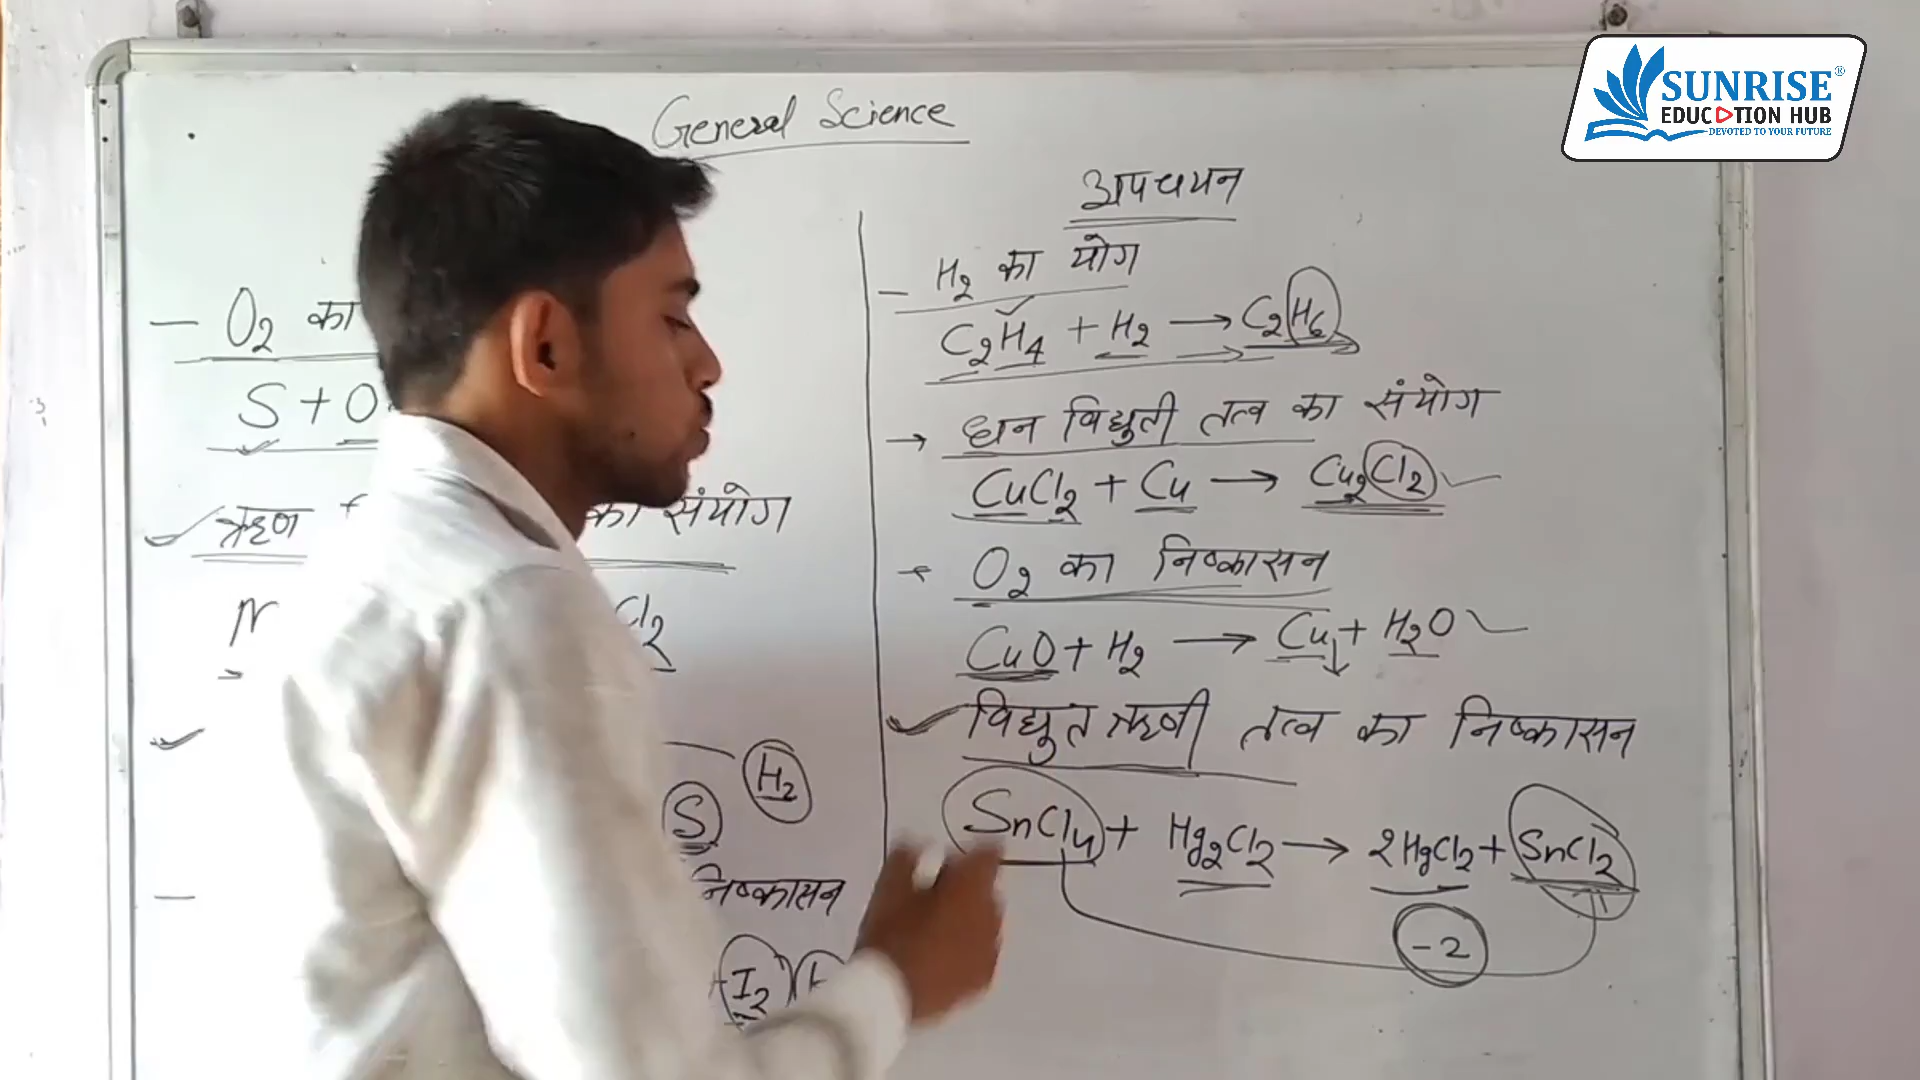 SUNRISE®
EDUCATION HUB
DEVOTED TO YOUR FUTURE
General Science
O₂ का
S + O
ऋण का संयोग
N Cl₂
H₂
S
निष्कासन
+ I₂
अपचयन
— H₂ का योग
C₂H₄ + H₂ → C₂H₆
→ धन विद्युती तत्व का संयोग
CuCl₂ + Cu → Cu₂Cl₂
O₂ का निष्कासन
CuO + H₂ → Cu↓ + H₂O
विद्युत ऋणी तत्व का निष्कासन
SnCl₄ + Hg₂Cl₂ → 2HgCl₂ + SnCl₂
-2